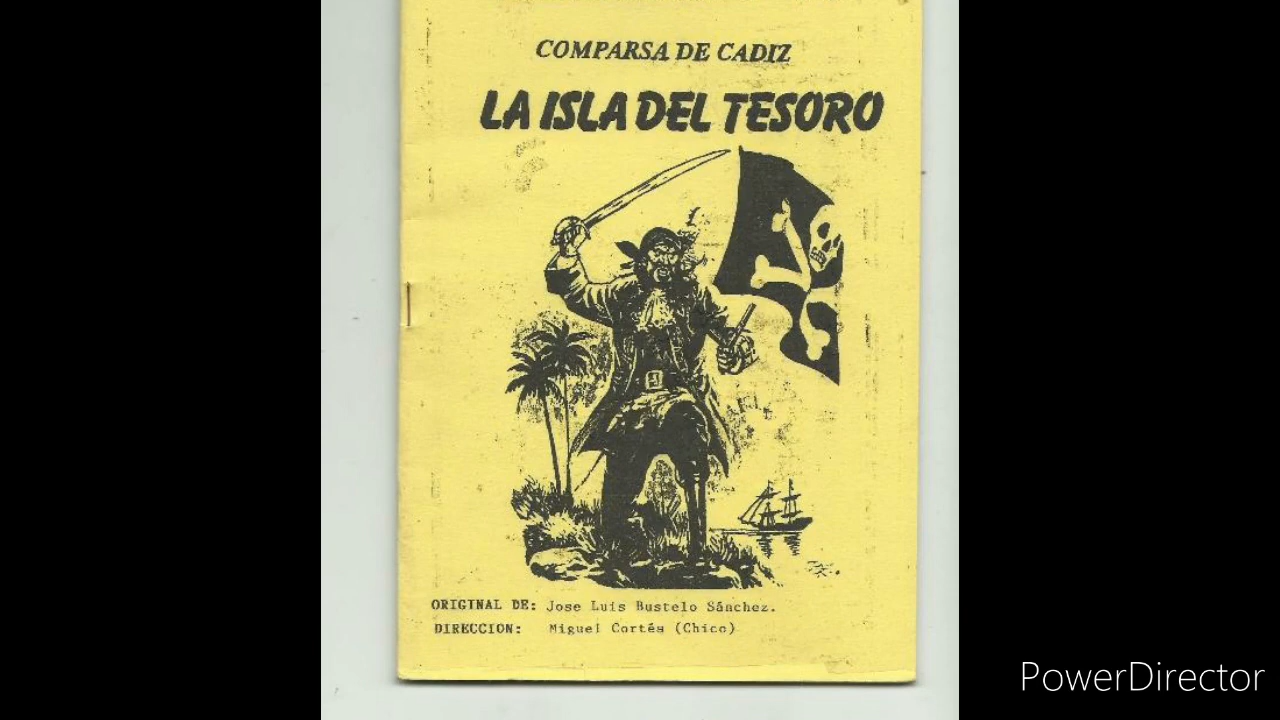 COMPARSA DE CADIZ
LA ISLA DEL TESORO
ORIGINAL DE: Jose Luis Bustelo Sánchez.
DIRECCION: Miguel Cortés (Chico)
PowerDirector